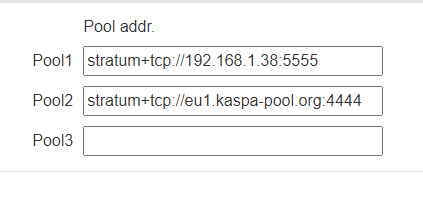 Pool addr.
Pool1 stratum+tcp://192.168.1.38:5555
Pool2 stratum+tcp://eu1.kaspa-pool.org:4444
Pool3